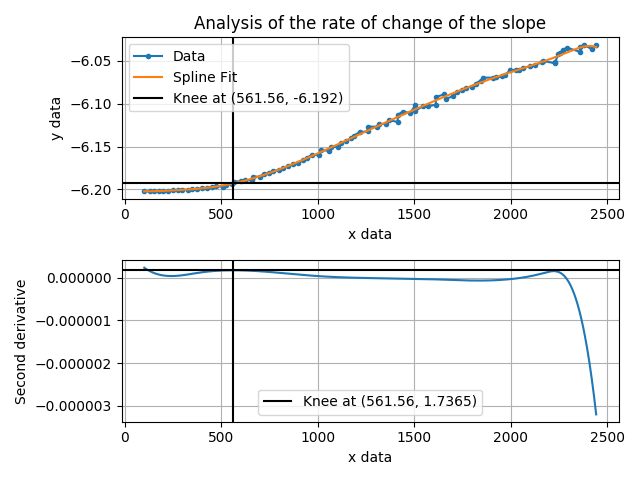 Analysis of the rate of change of the slope
Data
Spline Fit
Knee at (561.56, -6.192)
y data
−6.05
−6.10
−6.15
−6.20
0 500 1000 1500 2000 2500
x data
Second derivative
0.000000
−0.000001
−0.000002
−0.000003
Knee at (561.56, 1.7365)
0 500 1000 1500 2000 2500
x data